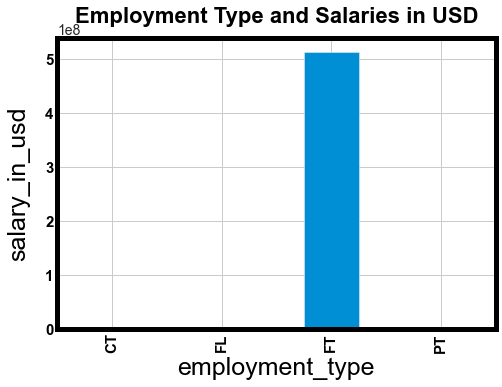 Employment Type and Salaries in USD
1e8
5
4
3
2
1
0
salary_in_usd
CT
FL
FT
PT
employment_type